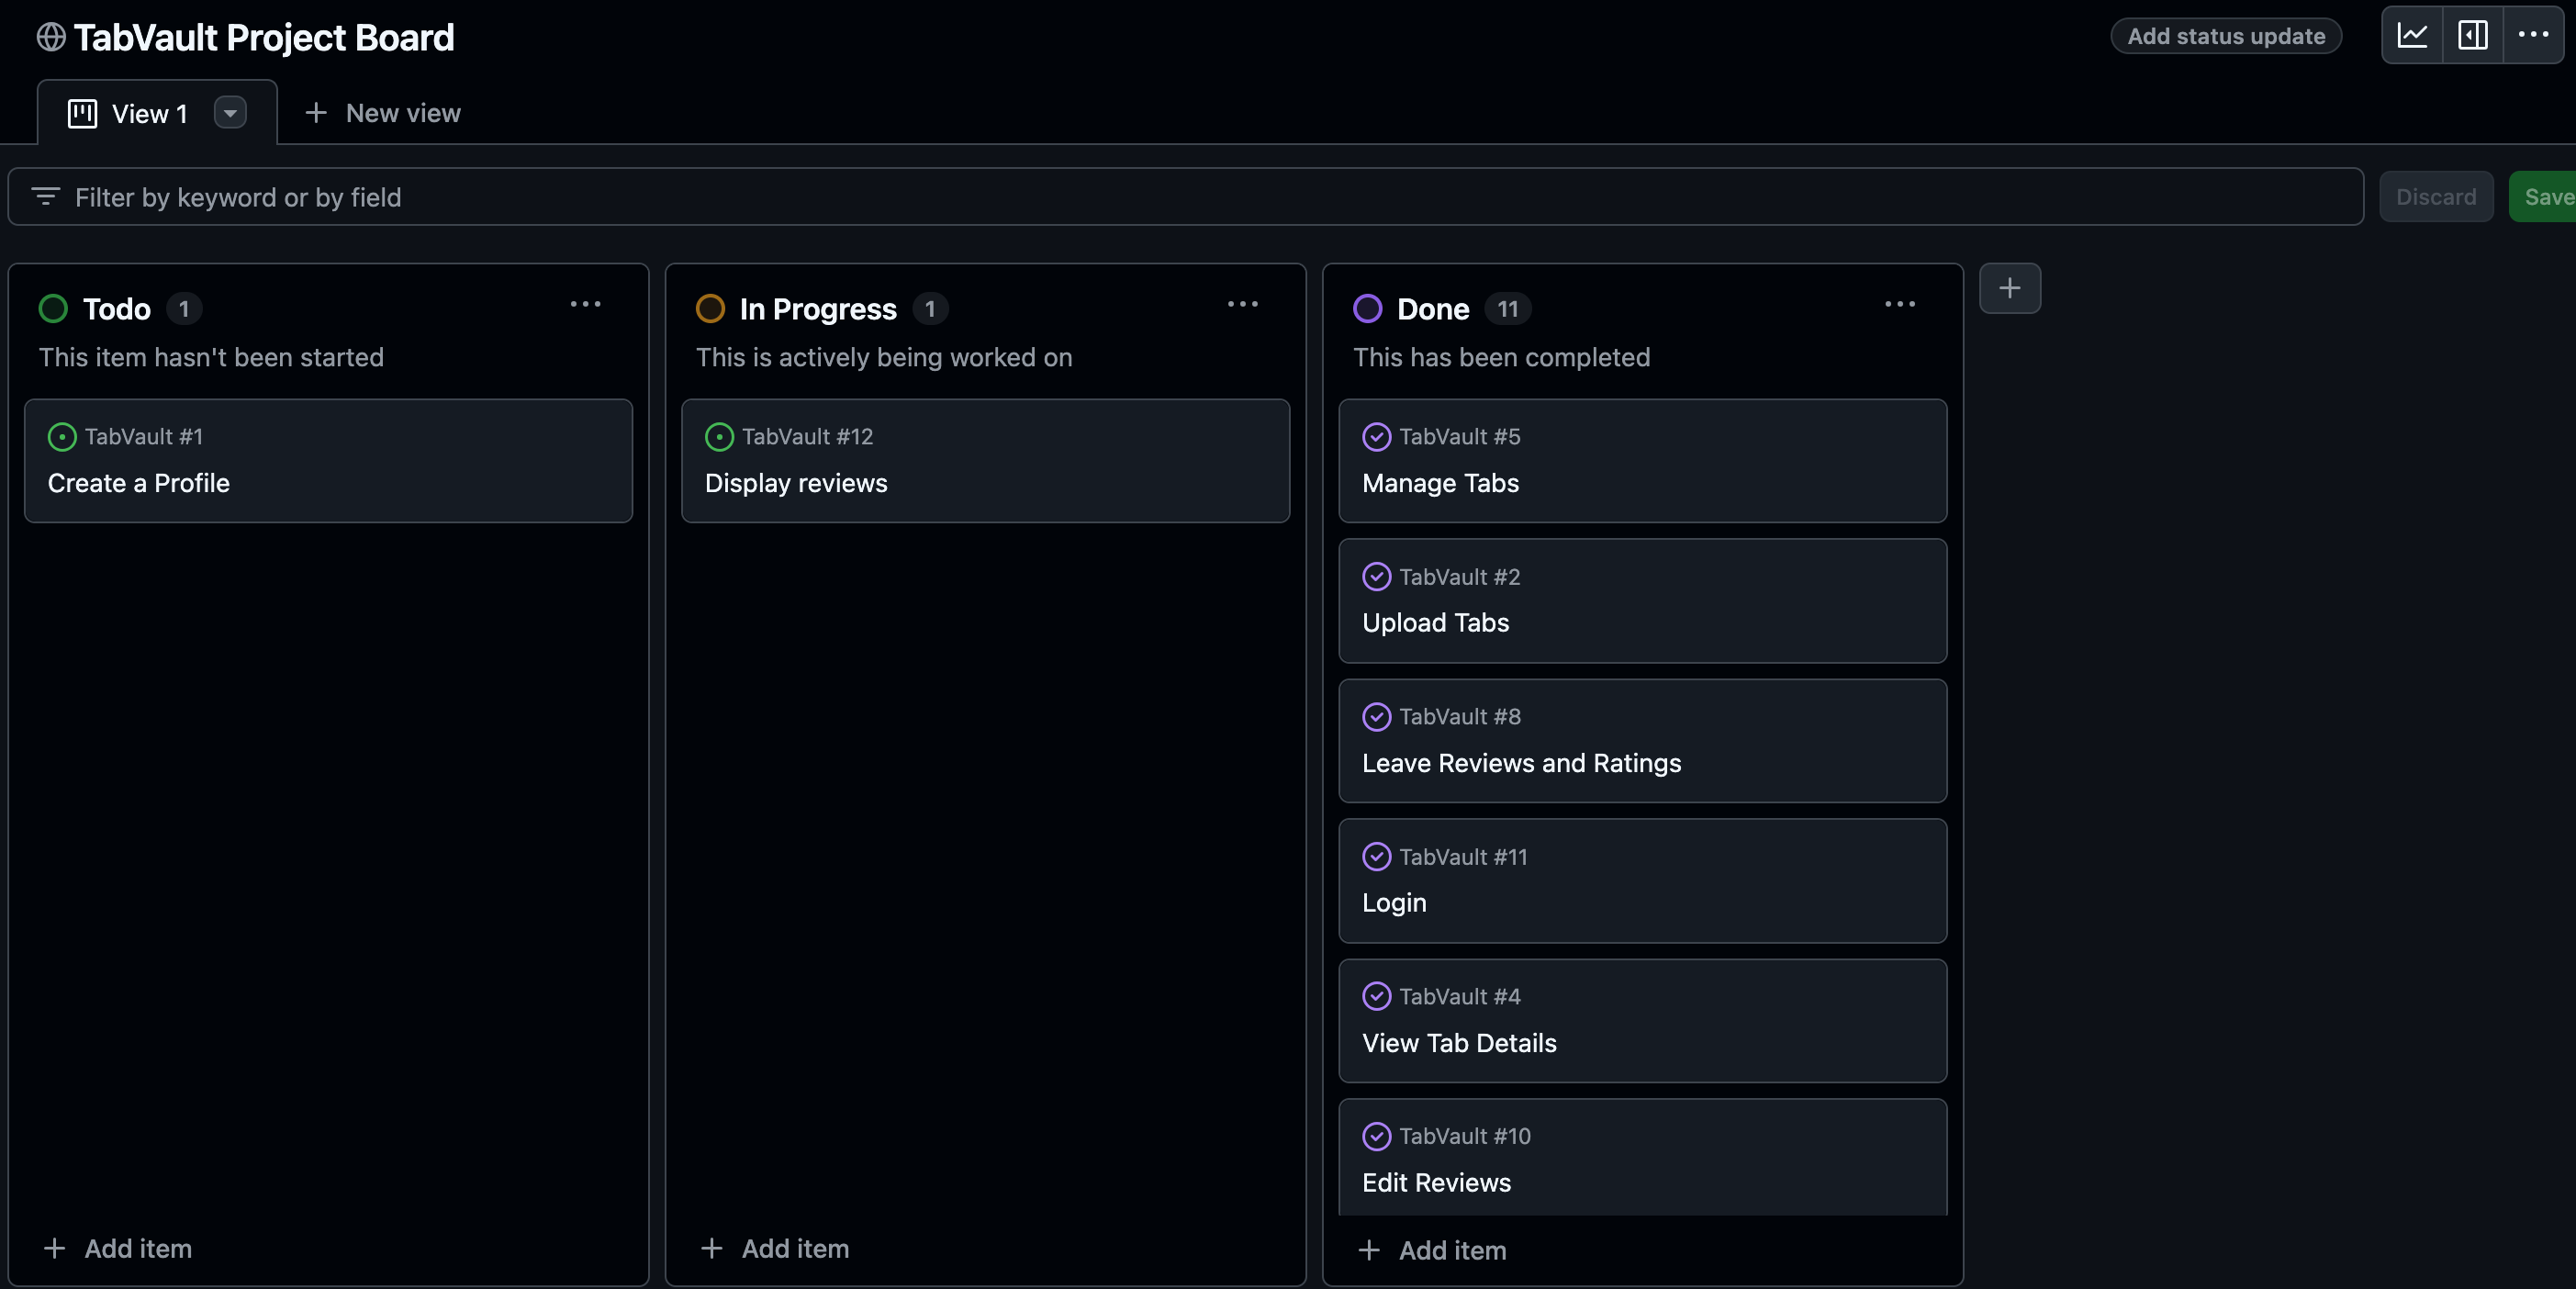 TabVault Project Board
Add status update
View 1
New view
Filter by keyword or by field
Discard
Save
Todo 1
This item hasn't been started
TabVault #1
Create a Profile
Add item
In Progress 1
This is actively being worked on
TabVault #12
Display reviews
Add item
Done 11
This has been completed
TabVault #5
Manage Tabs
TabVault #2
Upload Tabs
TabVault #8
Leave Reviews and Ratings
TabVault #11
Login
TabVault #4
View Tab Details
TabVault #10
Edit Reviews
Add item